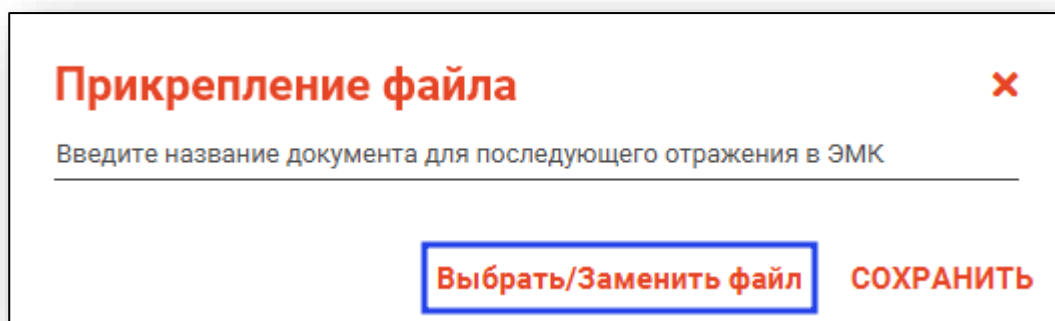 Прикрепление файла
Введите название документа для последующего отражения в ЭМК
Выбрать/Заменить файл СОХРАНИТЬ